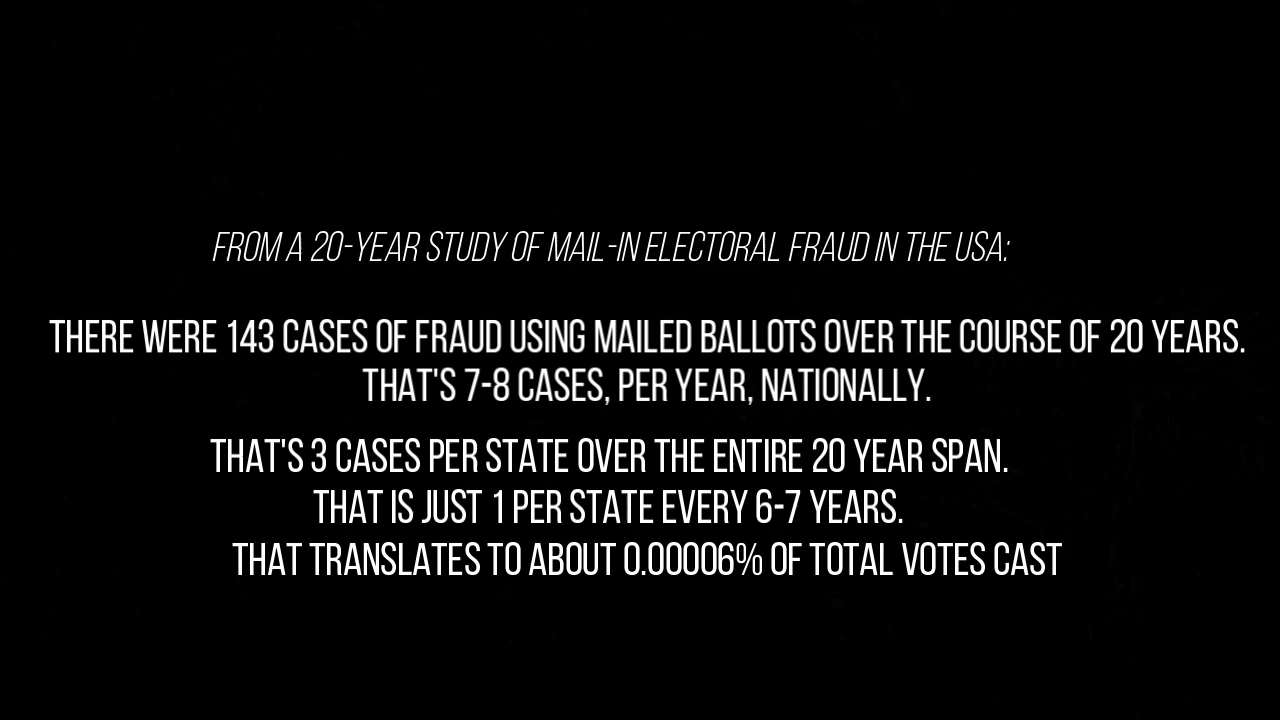 FROM A 20-YEAR STUDY OF MAIL-IN ELECTORAL FRAUD IN THE USA:
THERE WERE 143 CASES OF FRAUD USING MAILED BALLOTS OVER THE COURSE OF 20 YEARS.
THAT'S 7-8 CASES, PER YEAR, NATIONALLY.
THAT'S 3 CASES PER STATE OVER THE ENTIRE 20 YEAR SPAN.
THAT IS JUST 1 PER STATE EVERY 6-7 YEARS.
THAT TRANSLATES TO ABOUT 0.00006% OF TOTAL VOTES CAST